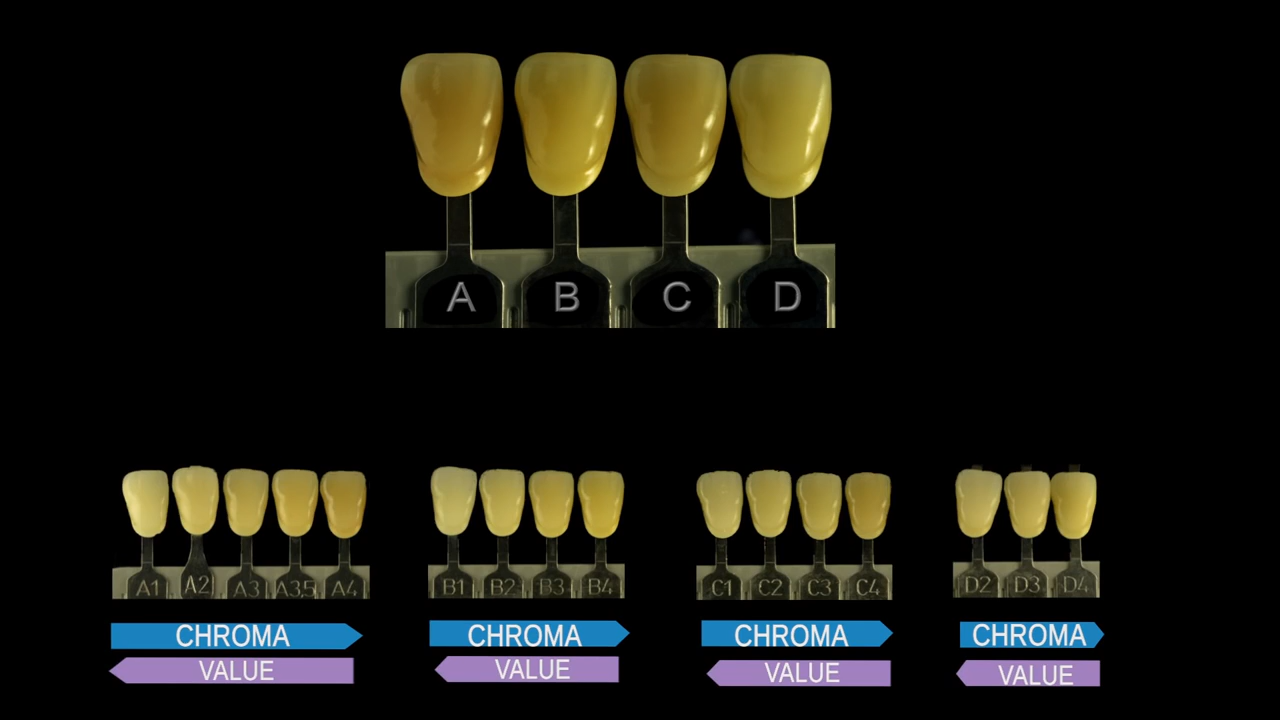 A B C D
A1 A2 A3 A3.5 A4 B1 B2 B3 B4 C1 C2 C3 C4 D2 D3 D4
CHROMA CHROMA CHROMA CHROMA
VALUE VALUE VALUE VALUE